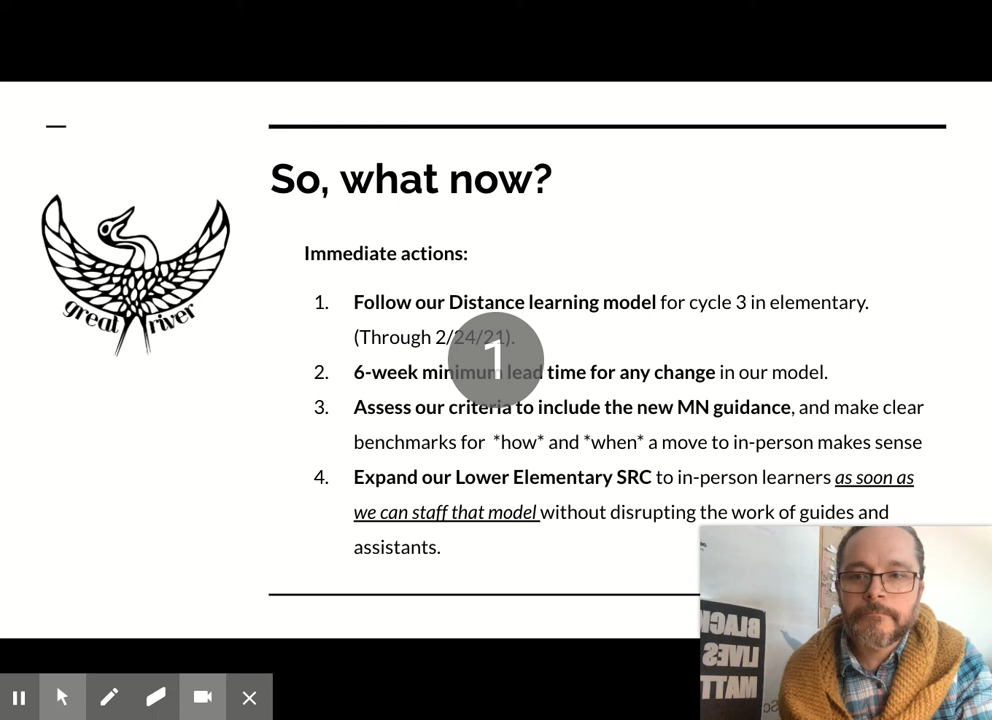 So, what now?
great river
Immediate actions:
1. Follow our Distance learning model for cycle 3 in elementary.
(Through 2/24/21).
1
2. 6-week minimum lead time for any change in our model.
3. Assess our criteria to include the new MN guidance, and make clear
benchmarks for *how* and *when* a move to in-person makes sense
4. Expand our Lower Elementary SRC to in-person learners as soon as
we can staff that model without disrupting the work of guides and
assistants.
BLACK
LIVES
MATT